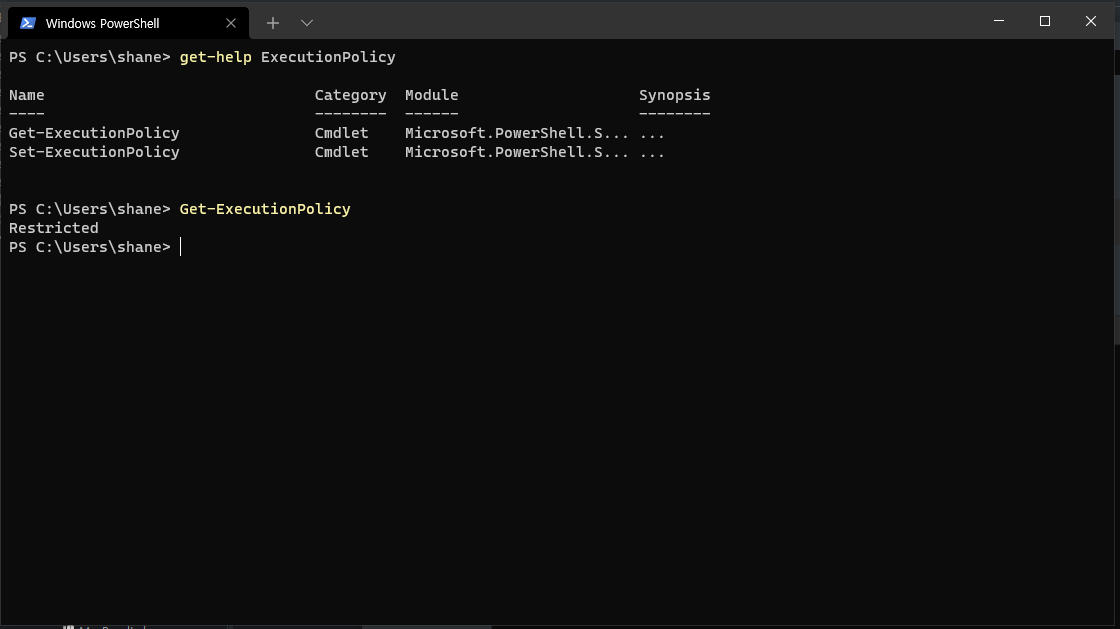 Windows PowerShell
PS C:\Users\shane> get-help ExecutionPolicy
Name Category Module Synopsis
---- -------- ------ --------
Get-ExecutionPolicy Cmdlet Microsoft.PowerShell.S... ...
Set-ExecutionPolicy Cmdlet Microsoft.PowerShell.S... ...
PS C:\Users\shane> Get-ExecutionPolicy
Restricted
PS C:\Users\shane>